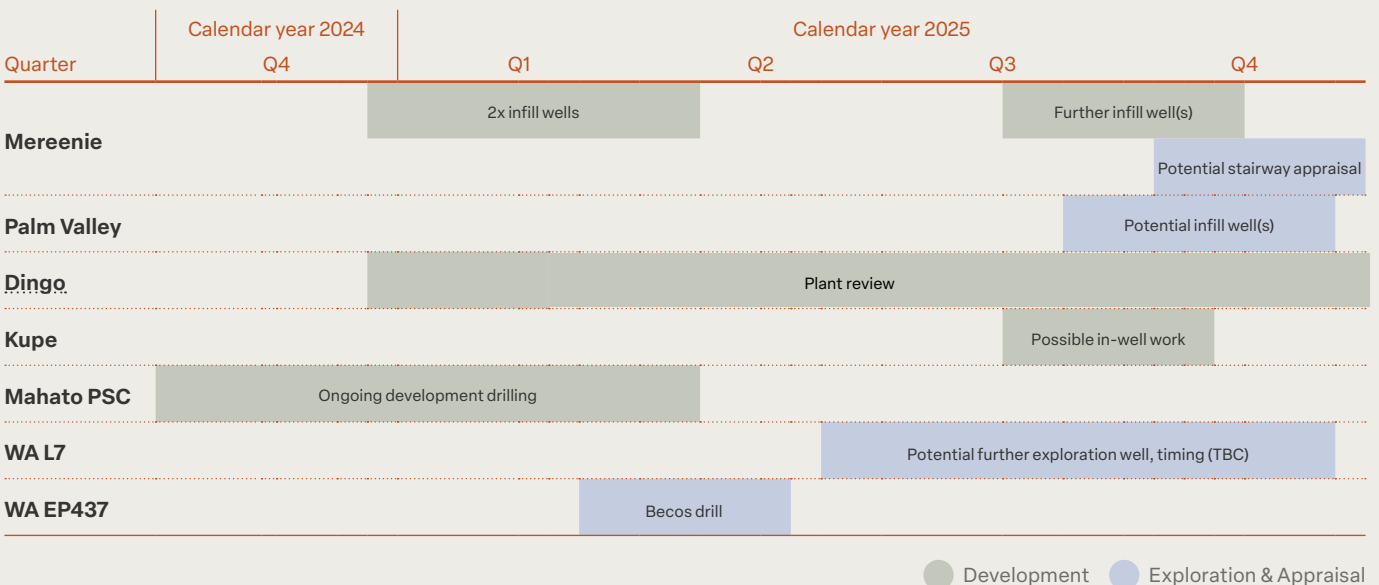 Calendar year 2024 Calendar year 2025
Quarter Q4 Q1 Q2 Q3 Q4
Mereenie 2x infill wells Further infill well(s)
Potential stairway appraisal
Palm Valley Potential infill well(s)
Dingo Plant review
Kupe Possible in-well work
Mahato PSC Ongoing development drilling
WA L7 Potential further exploration well, timing (TBC)
WA EP437 Becos drill
Development Exploration & Appraisal